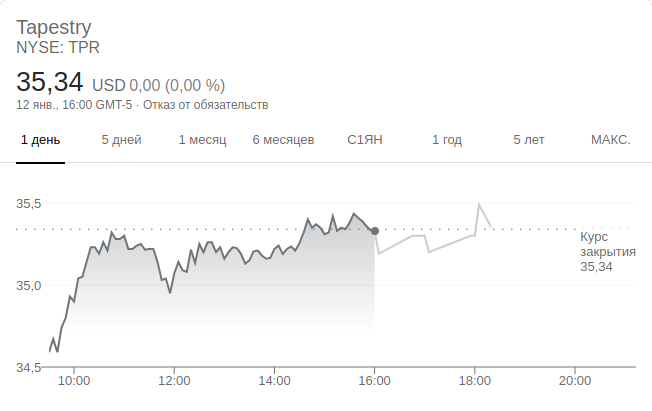 Tapestry
NYSE: TPR
35,34 USD 0,00 (0,00 %)
12 янв., 16:00 GMT-5 · Отказ от обязательств
1 день 5 дней 1 месяц 6 месяцев С1ЯН 1 год 5 лет МАКС.
35,5
Курс
закрытия
35,34
35,0
34,5
10:00 12:00 14:00 16:00 18:00 20:00